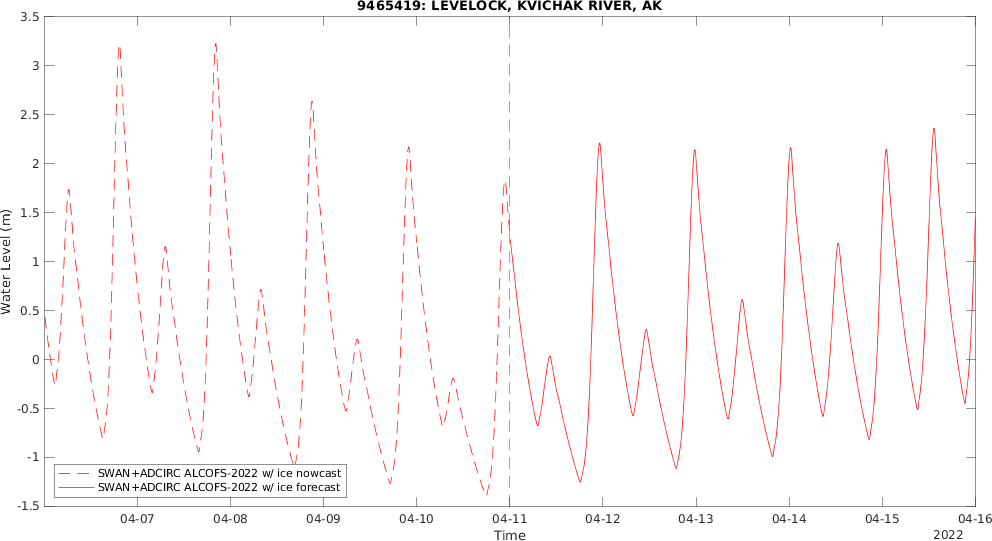 9465419: LEVELOCK, KVICHAK RIVER, AK
3.5
3
2.5
2
1.5
1
0.5
0
-0.5
-1
-1.5
Water Level (m)
SWAN+ADCIRC ALCOFS-2022 w/ ice nowcast
SWAN+ADCIRC ALCOFS-2022 w/ ice forecast
04-07 04-08 04-09 04-10 04-11 04-12 04-13 04-14 04-15 04-16
Time
2022